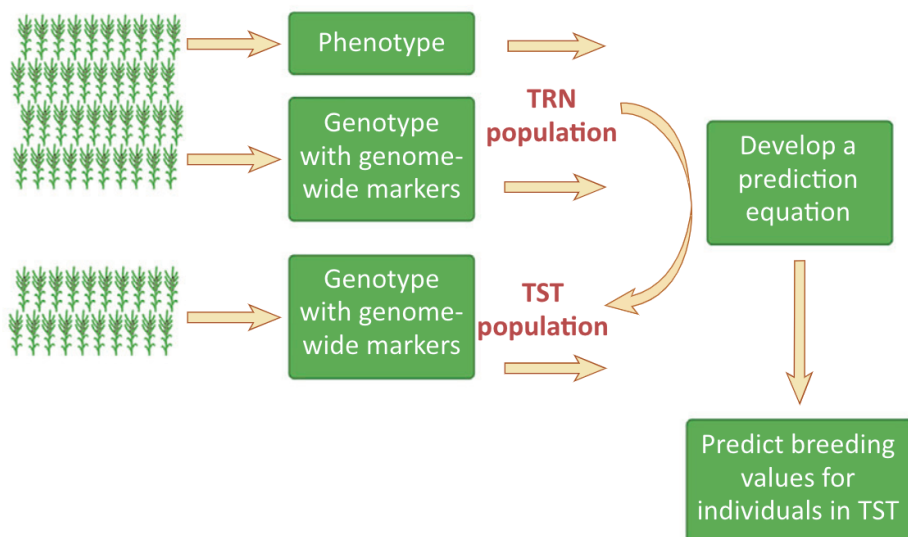 Phenotype
Genotype
with genome-
wide markers
TRN
population
Develop a
prediction
equation
Genotype
with genome-
wide markers
TST
population
Predict breeding
values for
individuals in TST